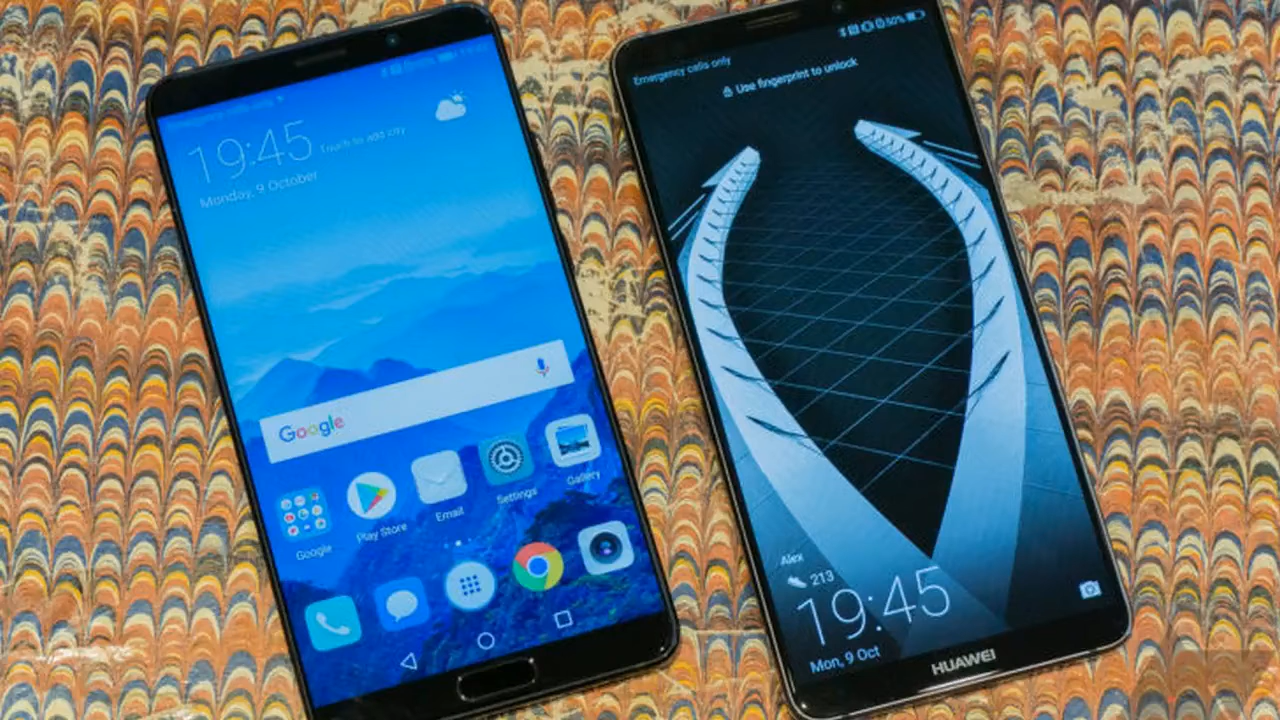 19:45 Touch to add city
Monday, 9 October
Google
Google
Play Store
Email
Settings
Gallery
50%
Emergency calls only
Use fingerprint to unlock
Alex
213
19:45
Mon, 9 Oct
HUAWEI